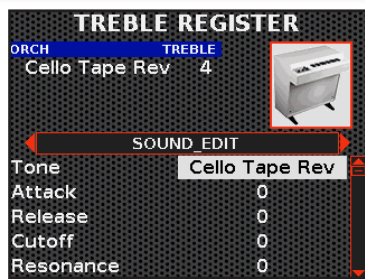 TREBLE REGISTER
ORCH TREBLE
Cello Tape Rev 4
SOUND_EDIT
Tone Cello Tape Rev
Attack 0
Release 0
Cutoff 0
Resonance 0